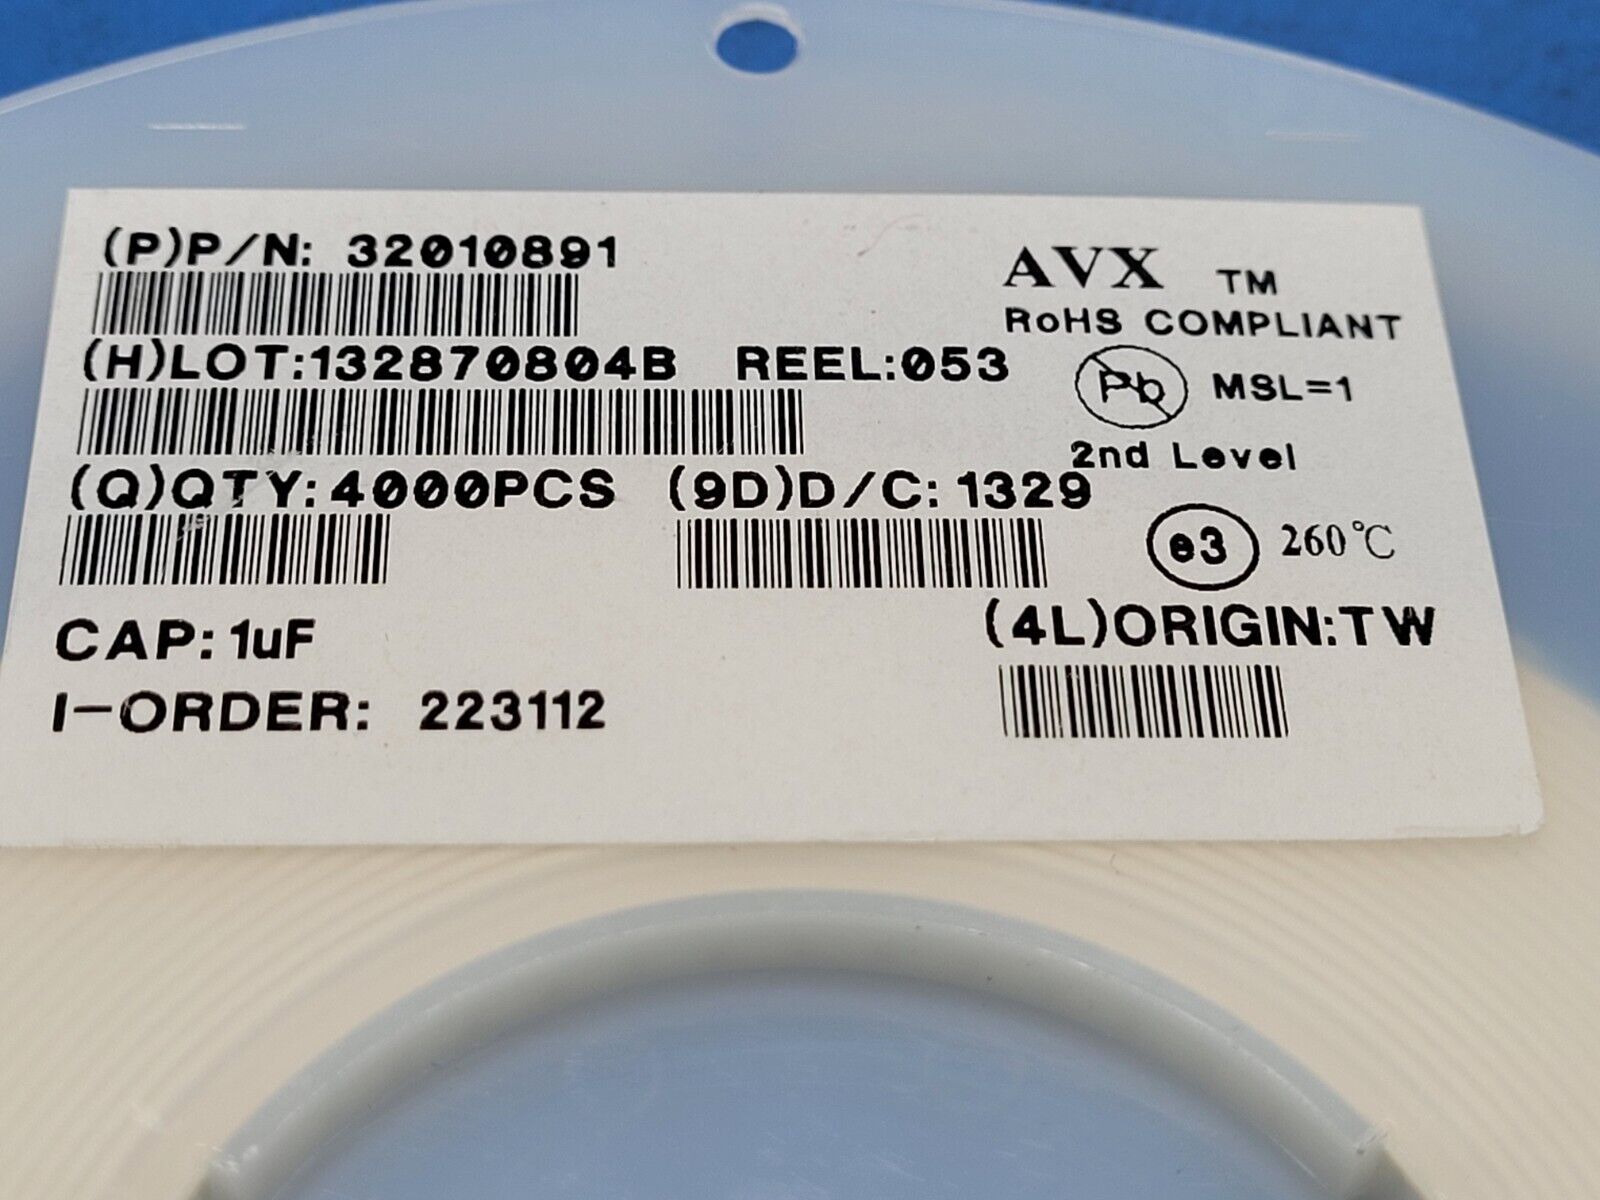 (P)P/N: 32010891
AVX TM
RoHS COMPLIANT
(H)LOT:132870804B REEL:053
Pb MSL=1
2nd Level
(Q)QTY:4000PCS (9D)D/C:1329
e3 260℃
CAP:1uF
(4L)ORIGIN:TW
I-ORDER: 223112